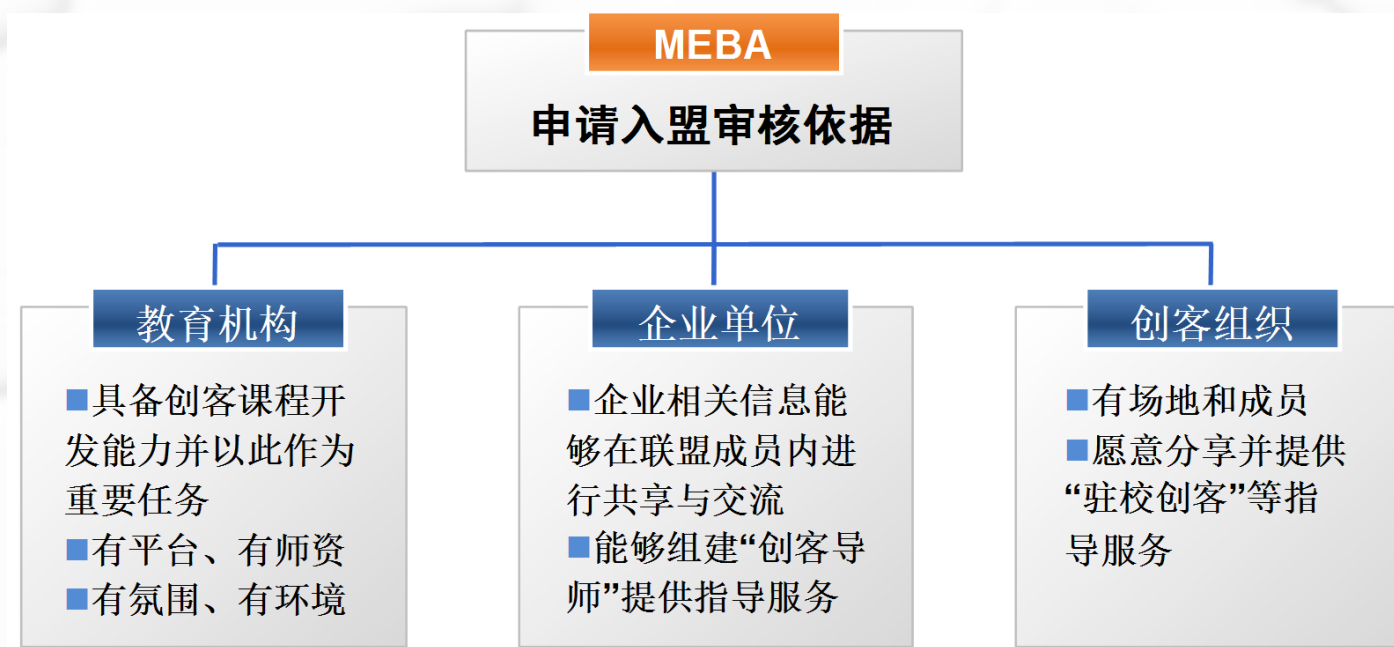 MEBA
申请入盟审核依据
教育机构
■具备创客课程开
发能力并以此作为
重要任务
■有平台、有师资
■有氛围、有环境
企业单位
■企业相关信息能
够在联盟成员内进
行共享与交流
■能够组建“创客导
师”提供指导服务
创客组织
■有场地和成员
■愿意分享并提供
“驻校创客”等指
导服务